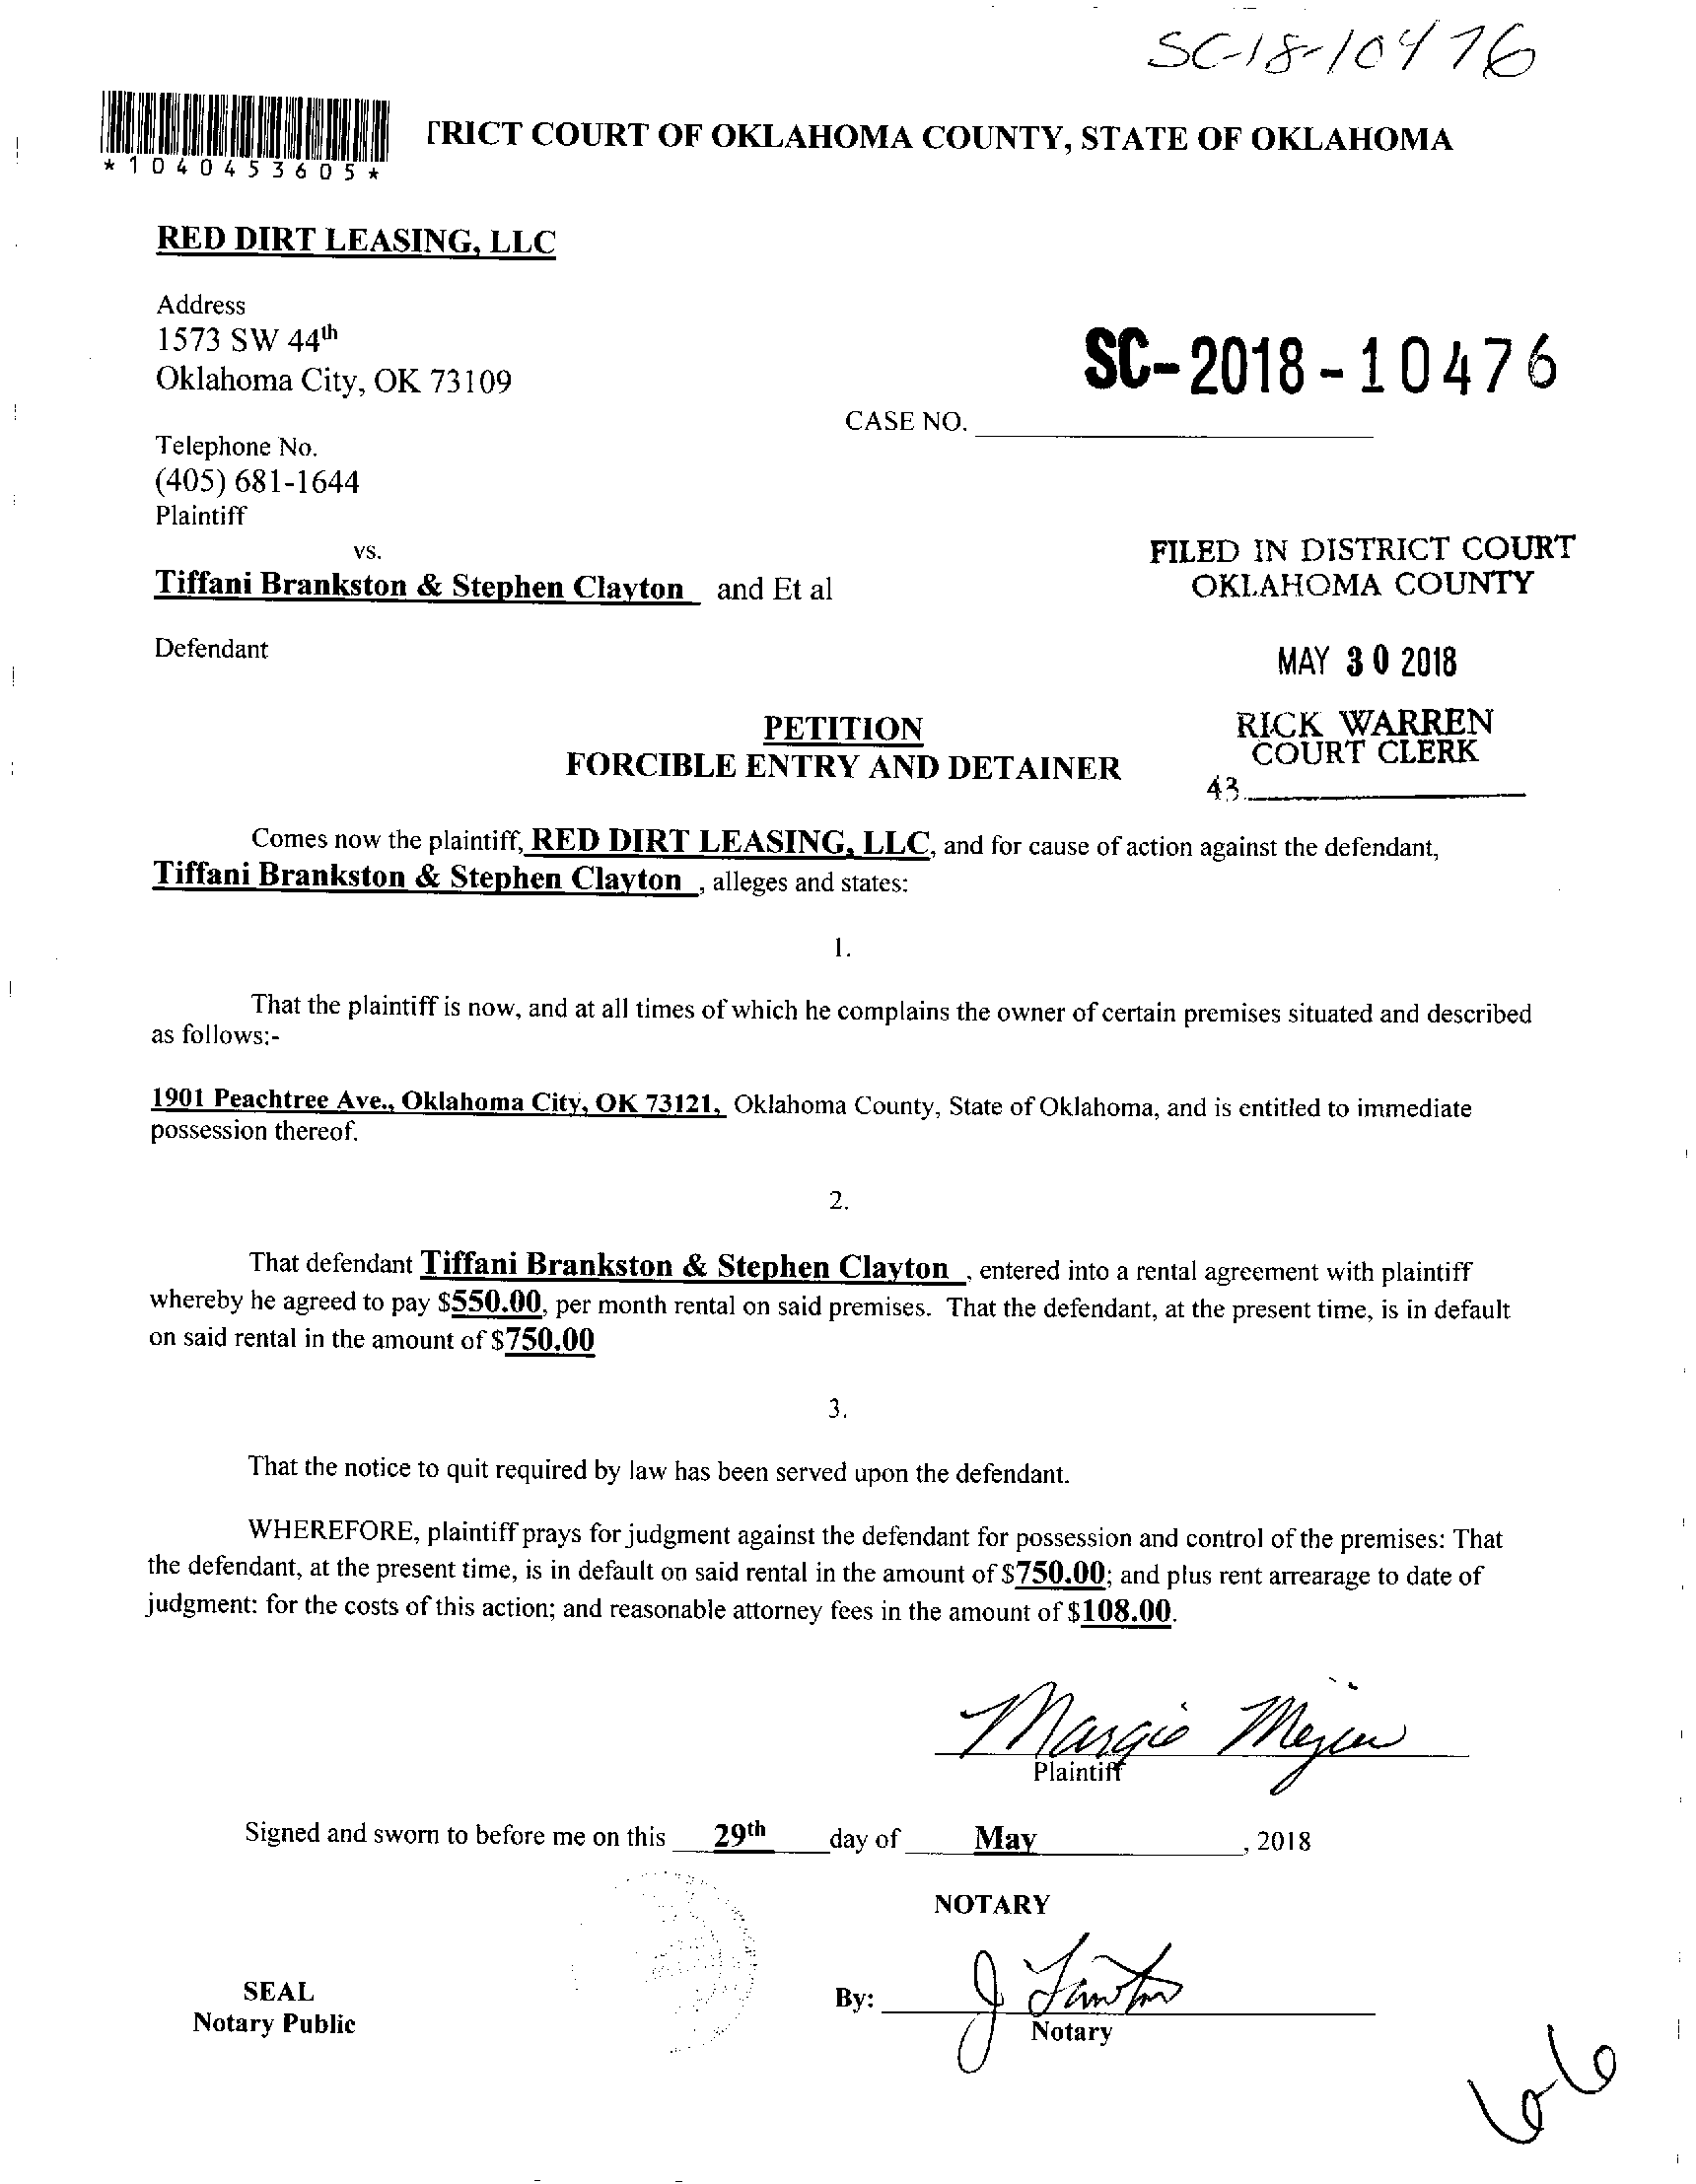 SC-18-10476
TRICT COURT OF OKLAHOMA COUNTY, STATE OF OKLAHOMA
*1040453605*
RED DIRT LEASING, LLC
Address
1573 SW 44th
Oklahoma City, OK 73109
SC-2018-10476
CASE NO.
Telephone No.
(405) 681-1644
Plaintiff
vs.
Tiffani Brankston & Stephen Clayton and Et al
Defendant
FILED IN DISTRICT COURT
OKLAHOMA COUNTY
MAY 30 2018
RICK WARREN
COURT CLERK
43
PETITION
FORCIBLE ENTRY AND DETAINER
Comes now the plaintiff, RED DIRT LEASING, LLC, and for cause of action against the defendant,
Tiffani Brankston & Stephen Clayton , alleges and states:
1.
That the plaintiff is now, and at all times of which he complains the owner of certain premises situated and described
as follows:-
1901 Peachtree Ave., Oklahoma City, OK 73121, Oklahoma County, State of Oklahoma, and is entitled to immediate
possession thereof.
2.
That defendant Tiffani Brankston & Stephen Clayton , entered into a rental agreement with plaintiff
whereby he agreed to pay $550.00, per month rental on said premises. That the defendant, at the present time, is in default
on said rental in the amount of $750.00
3.
That the notice to quit required by law has been served upon the defendant.
WHEREFORE, plaintiff prays for judgment against the defendant for possession and control of the premises: That
the defendant, at the present time, is in default on said rental in the amount of $750.00; and plus rent arrearage to date of
judgment: for the costs of this action; and reasonable attorney fees in the amount of $108.00.
Margie
Plaintiff
Signed and sworn to before me on this 29th day of May , 2018
NOTARY
SEAL
Notary Public
By: J
Notary
6-6